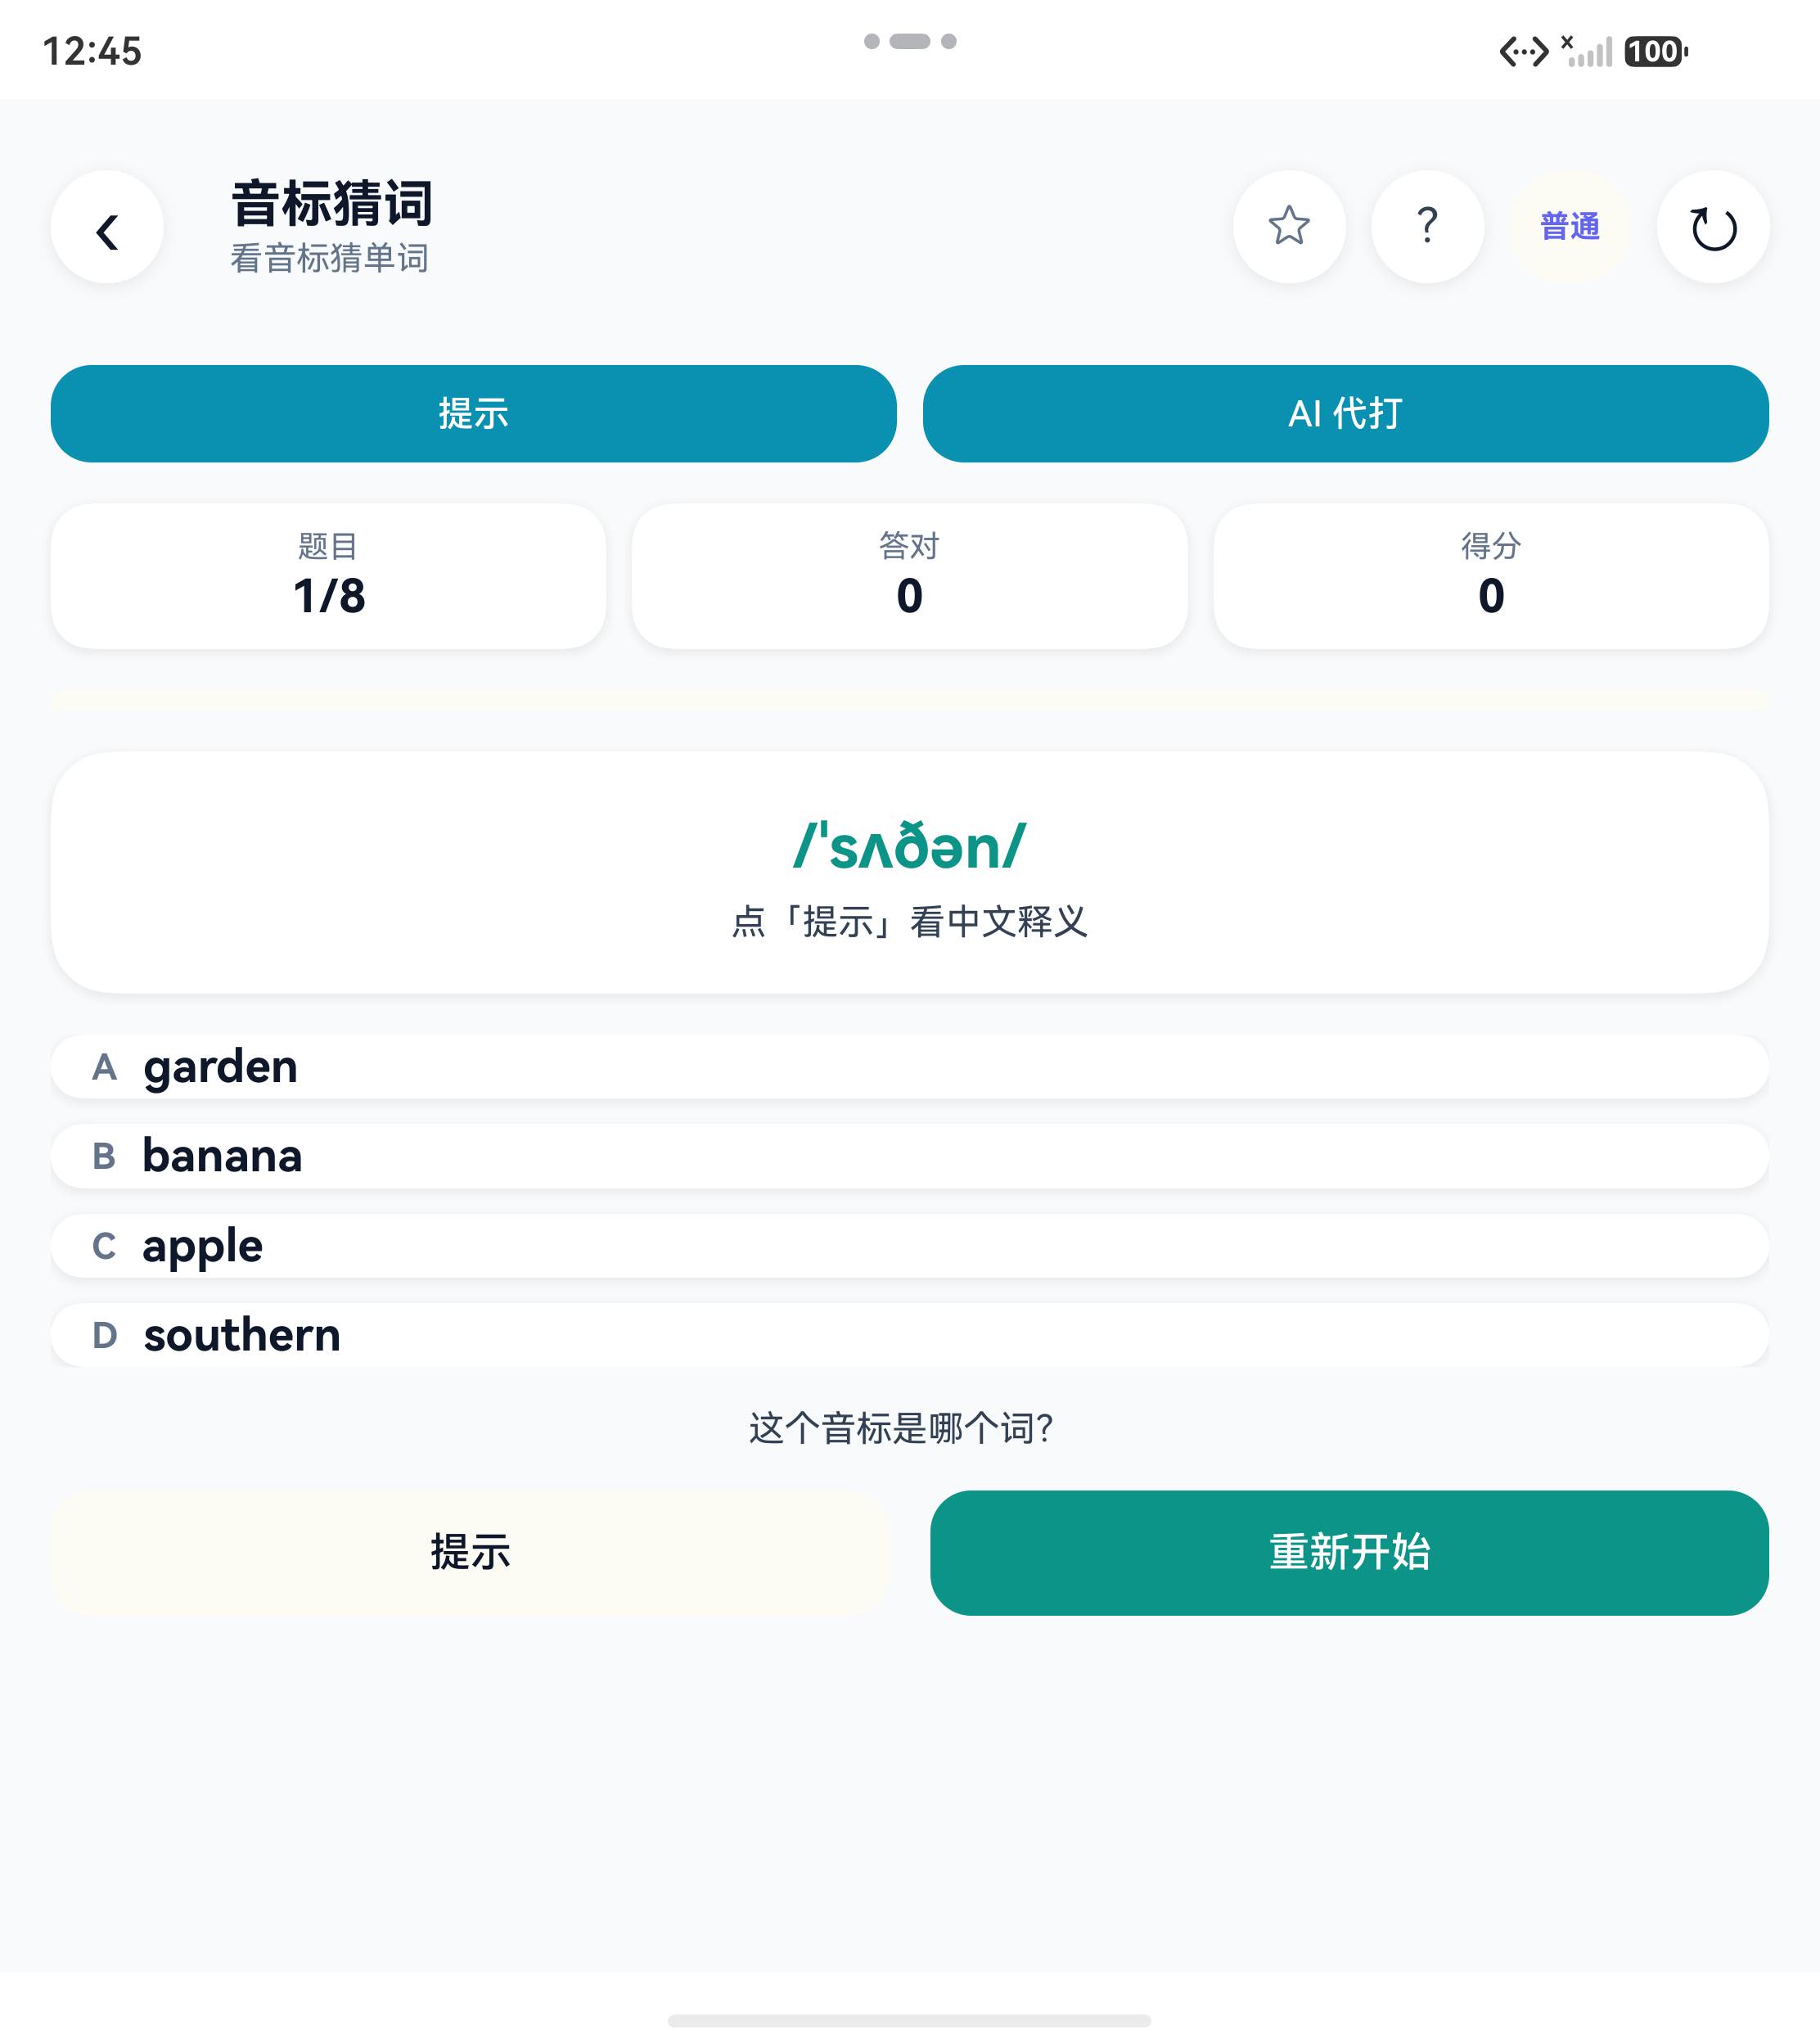 12:45
100
音标猜词
看音标猜单词
?
普通
提示
AI 代打
题目
1/8
答对
0
得分
0
/ˈsʌðən/
点「提示」看中文释义
A garden
B banana
C apple
D southern
这个音标是哪个词？
提示
重新开始